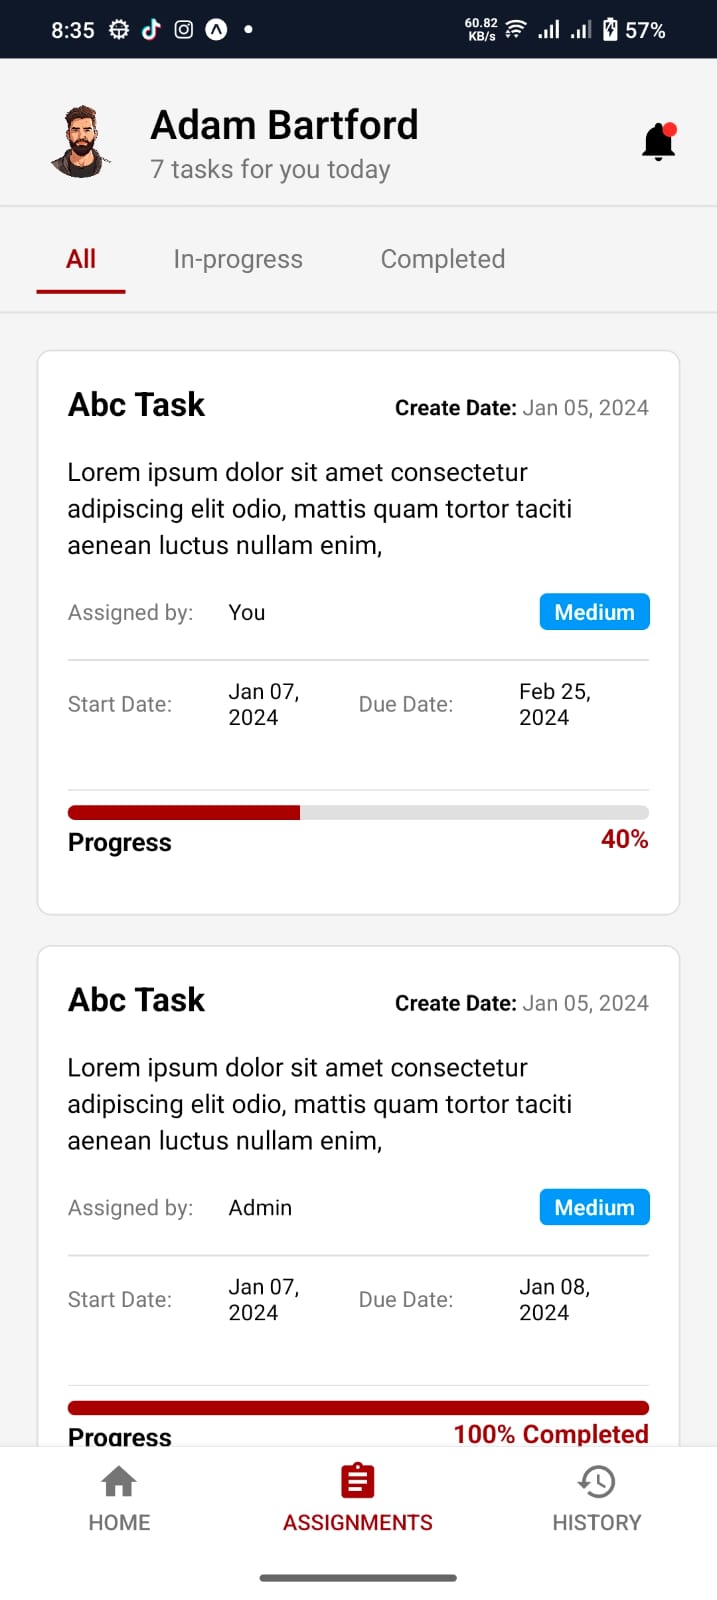 8:35
60.82
KB/s
57%
Adam Bartford
7 tasks for you today
All In-progress Completed
Abc Task Create Date: Jan 05, 2024
Lorem ipsum dolor sit amet consectetur
adipiscing elit odio, mattis quam tortor taciti
aenean luctus nullam enim,
Assigned by: You Medium
Start Date: Jan 07, 2024 Due Date: Feb 25, 2024
Progress 40%
Abc Task Create Date: Jan 05, 2024
Lorem ipsum dolor sit amet consectetur
adipiscing elit odio, mattis quam tortor taciti
aenean luctus nullam enim,
Assigned by: Admin Medium
Start Date: Jan 07, 2024 Due Date: Jan 08, 2024
Progress 100% Completed
HOME ASSIGNMENTS HISTORY